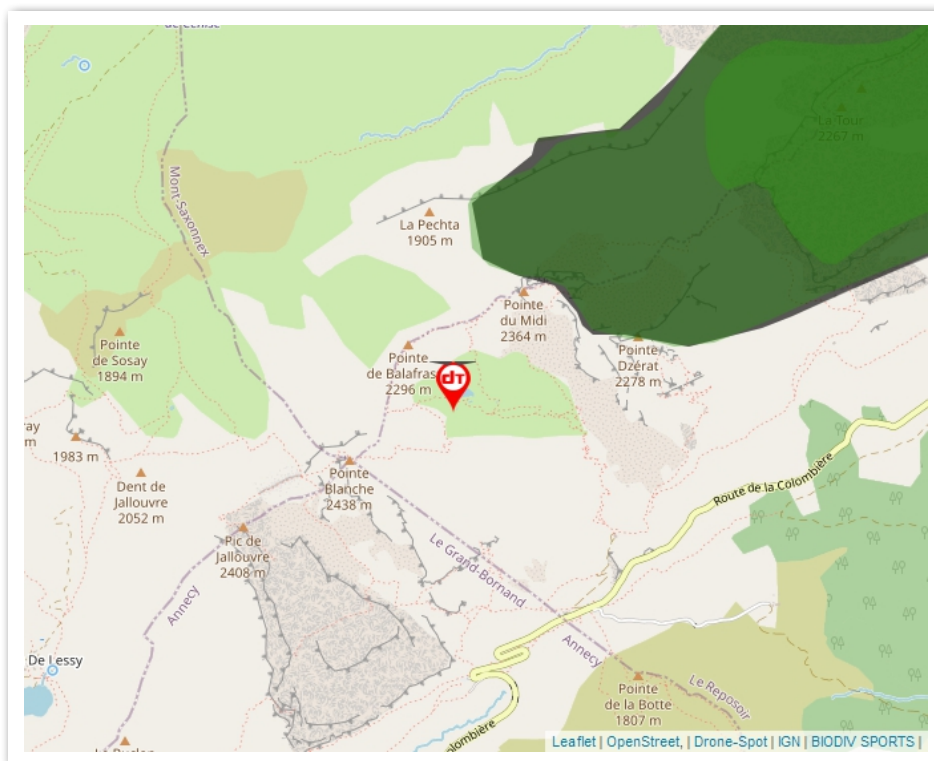 La Tour
2267 m
Mont-Saxonnex
La Pechta
1905 m
Pointe
du Midi
2364 m
Pointe
de Sosay
1894 m
Pointe
de Balafras
2296 m
dT
Pointe
Dzérat
2278 m
ray
m
1983 m
Dent de
Jallouvre
2052 m
Pointe
Blanche
2438 m
Route de la Colombière
Pic de
Jallouvre
2408 m
Le Grand-Bornand
Annecy
Annecy
De Lessy
Le Reposoir
Pointe
de la Botte
1807 m
olombière
Leaflet | OpenStreet, | Drone-Spot | IGN | BIODIV SPORTS |